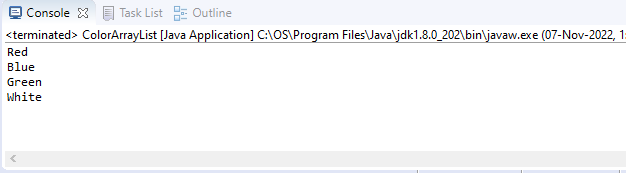 Console Task List Outline
<terminated> ColorArrayList [Java Application] C:\OS\Program Files\Java\jdk1.8.0_202\bin\javaw.exe (07-Nov-2022,
Red
Blue
Green
White